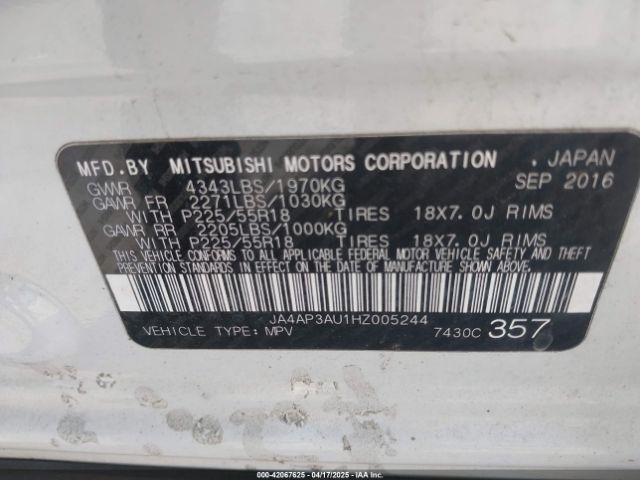 MFD.BY MITSUBISHI MOTORS CORPORATION . JAPAN
GVWR 4343LBS/1970KG SEP 2016
GAWR FR 2271LBS/1030KG
WITH P225/55R18 TIRES 18X7.0J RIMS
GAWR RR 2205LBS/1000KG
WITH P225/55R18 TIRES 18X7.0J RIMS
THIS VEHICLE CONFORMS TO ALL APPLICABLE FEDERAL MOTOR VEHICLE SAFETY AND THEFT
PREVENTION STANDARDS IN EFFECT ON THE DATE OF MANUFACTURE SHOWN ABOVE.
JA4AP3AU1HZ005244
VEHICLE TYPE: MPV 7430C 357
000-42067625 - 04/17/2025 - IAAI.COM